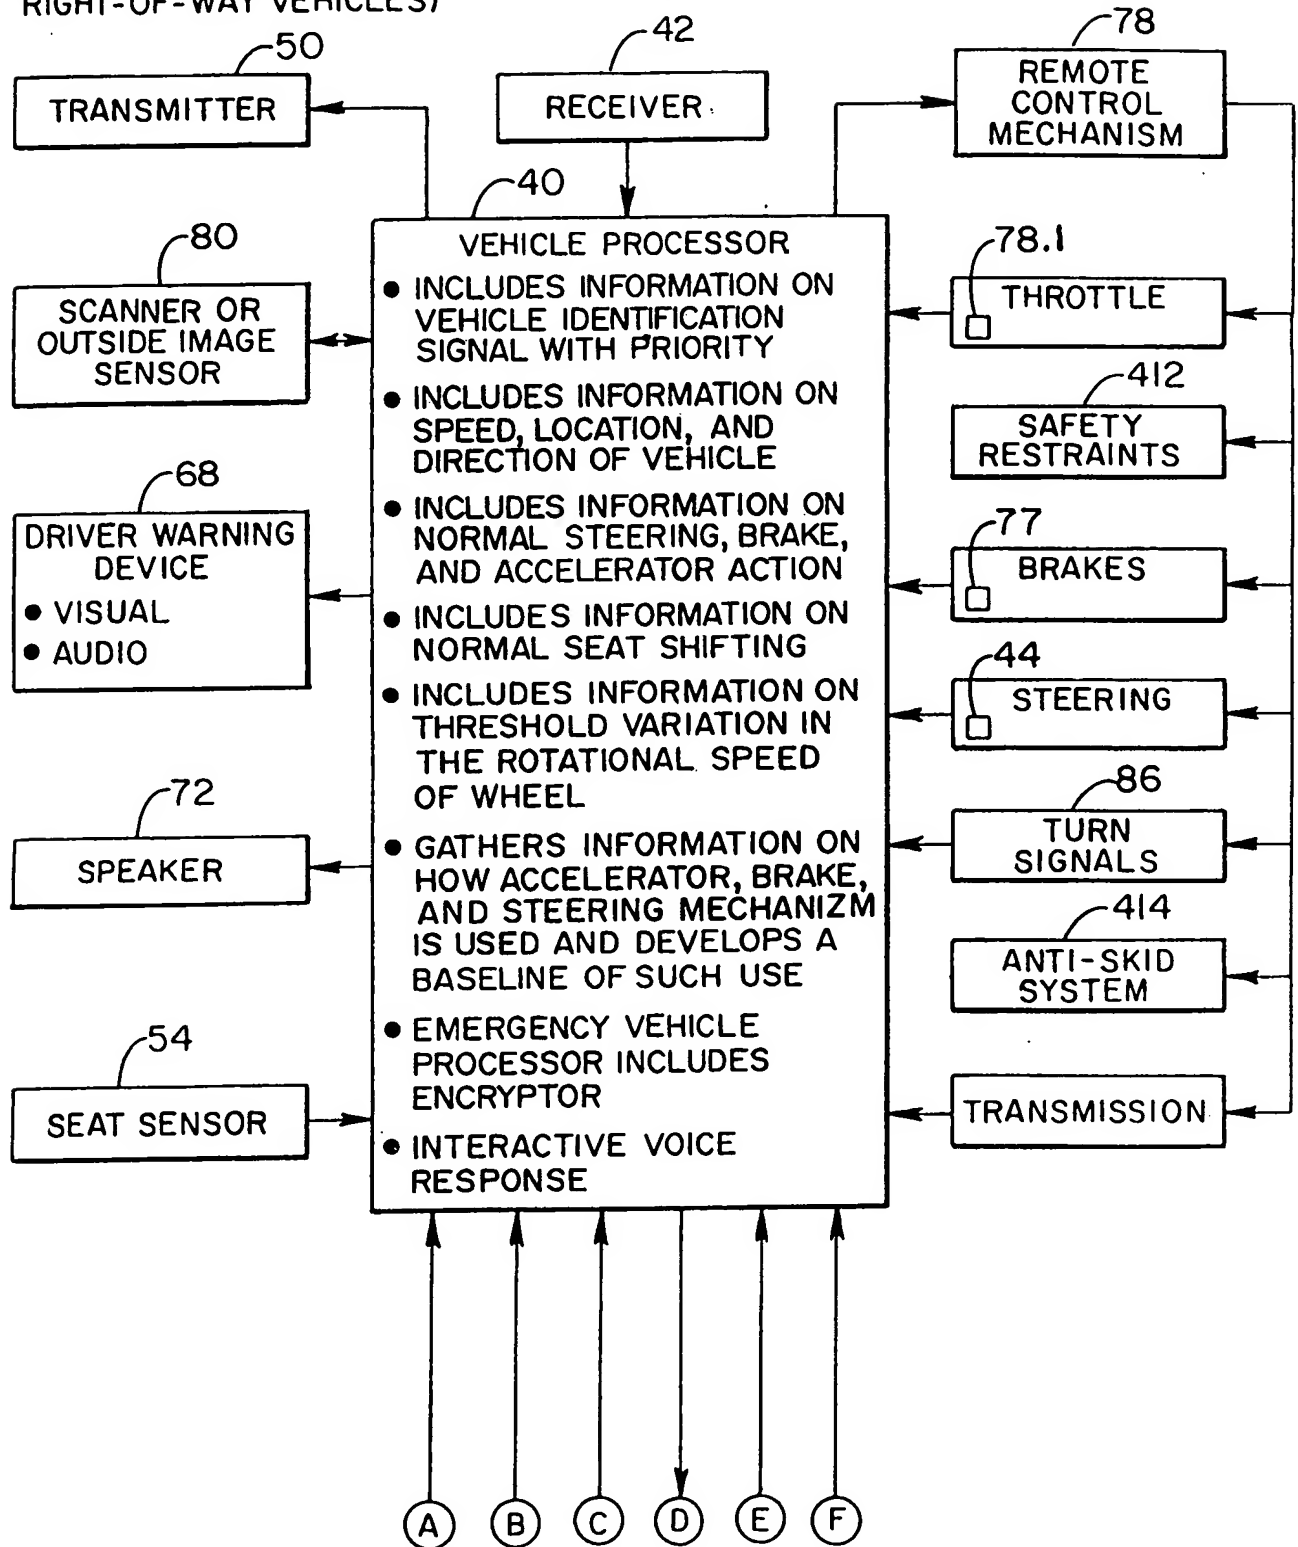 RIGHT-OF-WAY VEHICLES)
50
TRANSMITTER
42
RECEIVER
78
REMOTE
CONTROL
MECHANISM
40
VEHICLE PROCESSOR
• INCLUDES INFORMATION ON
VEHICLE IDENTIFICATION
SIGNAL WITH PRIORITY
• INCLUDES INFORMATION ON
SPEED, LOCATION, AND
DIRECTION OF VEHICLE
• INCLUDES INFORMATION ON
NORMAL STEERING, BRAKE,
AND ACCELERATOR ACTION
• INCLUDES INFORMATION ON
NORMAL SEAT SHIFTING
• INCLUDES INFORMATION ON
THRESHOLD VARIATION IN
THE ROTATIONAL SPEED
OF WHEEL
• GATHERS INFORMATION ON
HOW ACCELERATOR, BRAKE,
AND STEERING MECHANIZM
IS USED AND DEVELOPS A
BASELINE OF SUCH USE
• EMERGENCY VEHICLE
PROCESSOR INCLUDES
ENCRYPTOR
• INTERACTIVE VOICE
RESPONSE
80
SCANNER OR
OUTSIDE IMAGE
SENSOR
68
DRIVER WARNING
DEVICE
• VISUAL
• AUDIO
72
SPEAKER
54
SEAT SENSOR
78.1
THROTTLE
412
SAFETY
RESTRAINTS
77
BRAKES
44
STEERING
86
TURN
SIGNALS
414
ANTI-SKID
SYSTEM
TRANSMISSION
A B C D E F